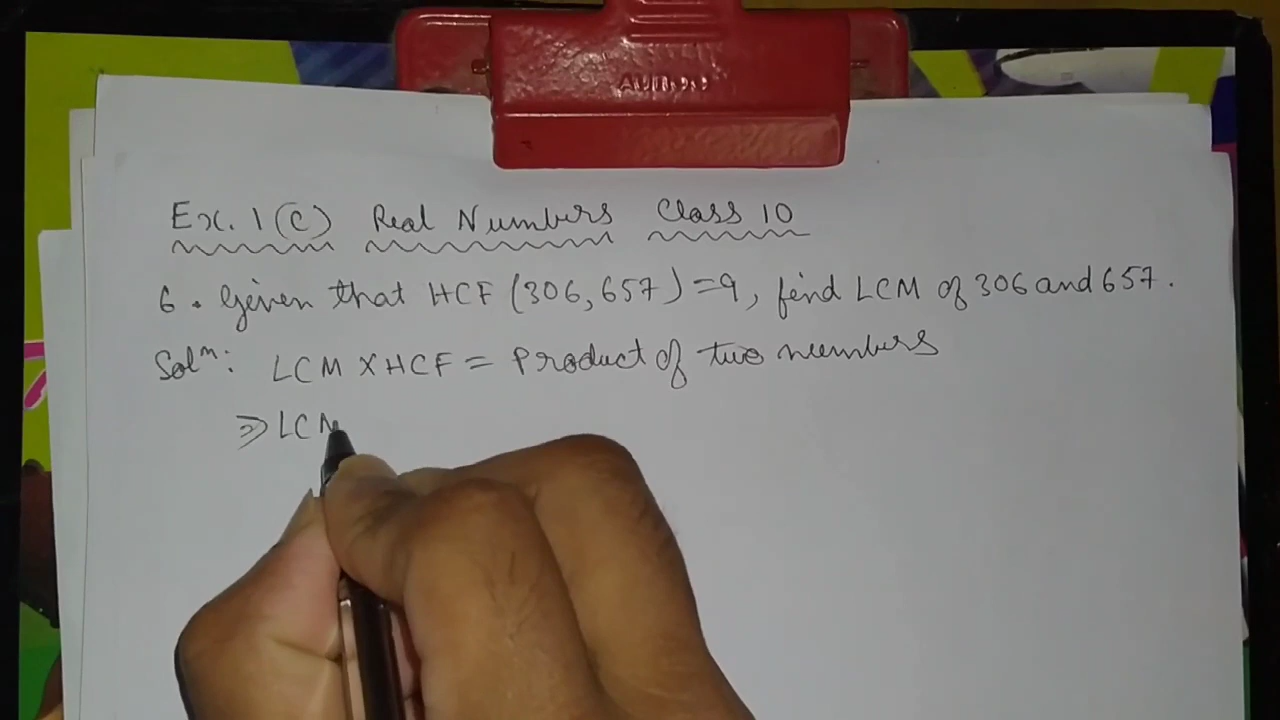 Ex. 1(C) Real Numbers Class 10
6. Given that HCF (306, 657) = 9, find LCM of 306 and 657.
Solⁿ: LCM X HCF = Product of two numbers
⇒ LCM